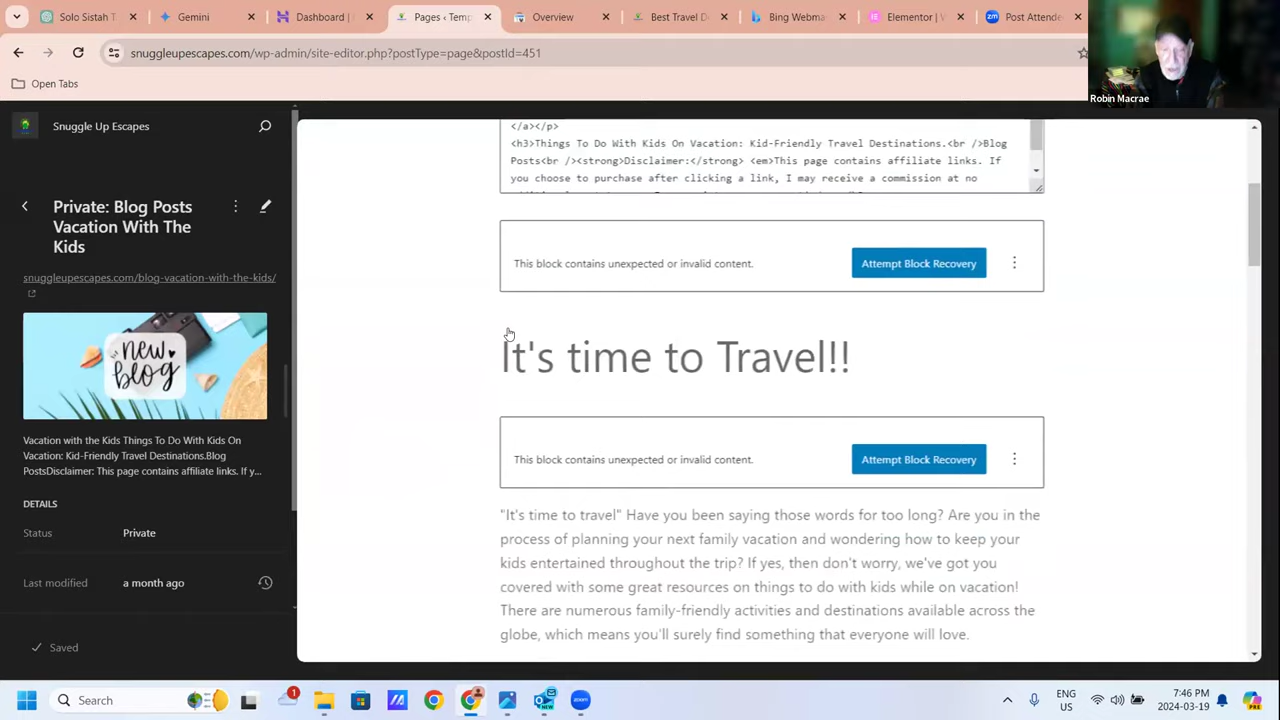 Solo Sistah T
Gemini
Dashboard |
Pages ‹ Temp
Overview
Best Travel D
Bing Webma
Elementor |
Post Attende
snuggleupescapes.com/wp-admin/site-editor.php?postType=page&postId=451
Open Tabs
Robin Macrae
Snuggle Up Escapes
Private: Blog Posts
Vacation With The
Kids
snuggleupescapes.com/blog-vacation-with-the-kids/
new
blog
Vacation with the Kids Things To Do With Kids On
Vacation: Kid-Friendly Travel Destinations.Blog
PostsDisclaimer: This page contains affiliate links. If y...
DETAILS
Status Private
Last modified a month ago
Saved
</a></p>
<h3>Things To Do With Kids On Vacation: Kid-Friendly Travel Destinations.<br />Blog
Posts<br /><strong>Disclaimer:</strong> <em>This page contains affiliate links. If
you choose to purchase after clicking a link, I may receive a commission at no
This block contains unexpected or invalid content. Attempt Block Recovery
It's time to Travel!!
This block contains unexpected or invalid content. Attempt Block Recovery
"It's time to travel" Have you been saying those words for too long? Are you in the
process of planning your next family vacation and wondering how to keep your
kids entertained throughout the trip? If yes, then don't worry, we've got you
covered with some great resources on things to do with kids while on vacation!
There are numerous family-friendly activities and destinations available across the
globe, which means you'll surely find something that everyone will love.
Search
1
NEW
zoom
ENG
US
7:46 PM
2024-03-19
PRE